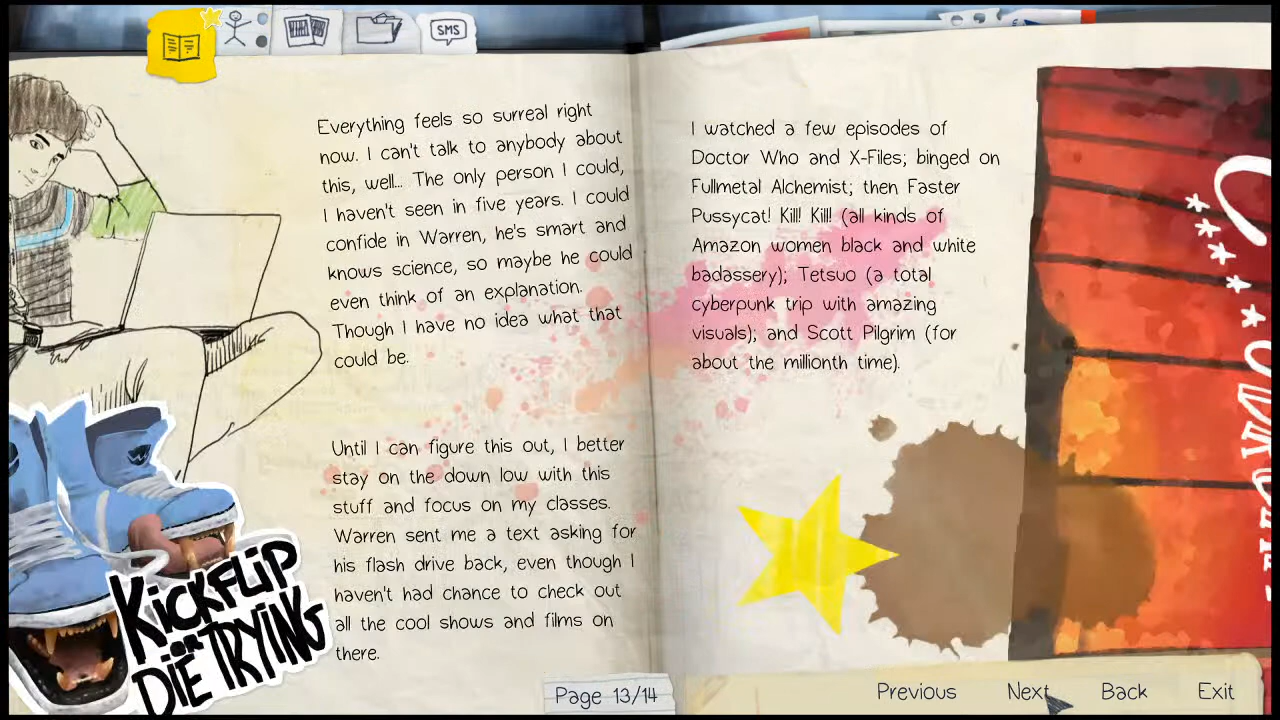 SMS
Everything feels so surreal right
now. I can't talk to anybody about
this, well... The only person I could,
I haven't seen in five years. I could
confide in Warren, he's smart and
knows science, so maybe he could
even think of an explanation.
Though I have no idea what that
could be.
Until I can figure this out, I better
stay on the down low with this
stuff and focus on my classes.
Warren sent me a text asking for
his flash drive back, even though I
haven't had chance to check out
all the cool shows and films on
there.
KICKFLIP
OR
DIE TRYING
I watched a few episodes of
Doctor Who and X-Files; binged on
Fullmetal Alchemist; then Faster
Pussycat! Kill! Kill! (all kinds of
Amazon women black and white
badassery); Tetsuo (a total
cyberpunk trip with amazing
visuals); and Scott Pilgrim (for
about the millionth time).
Page 13/14
Previous
Next
Back
Exit